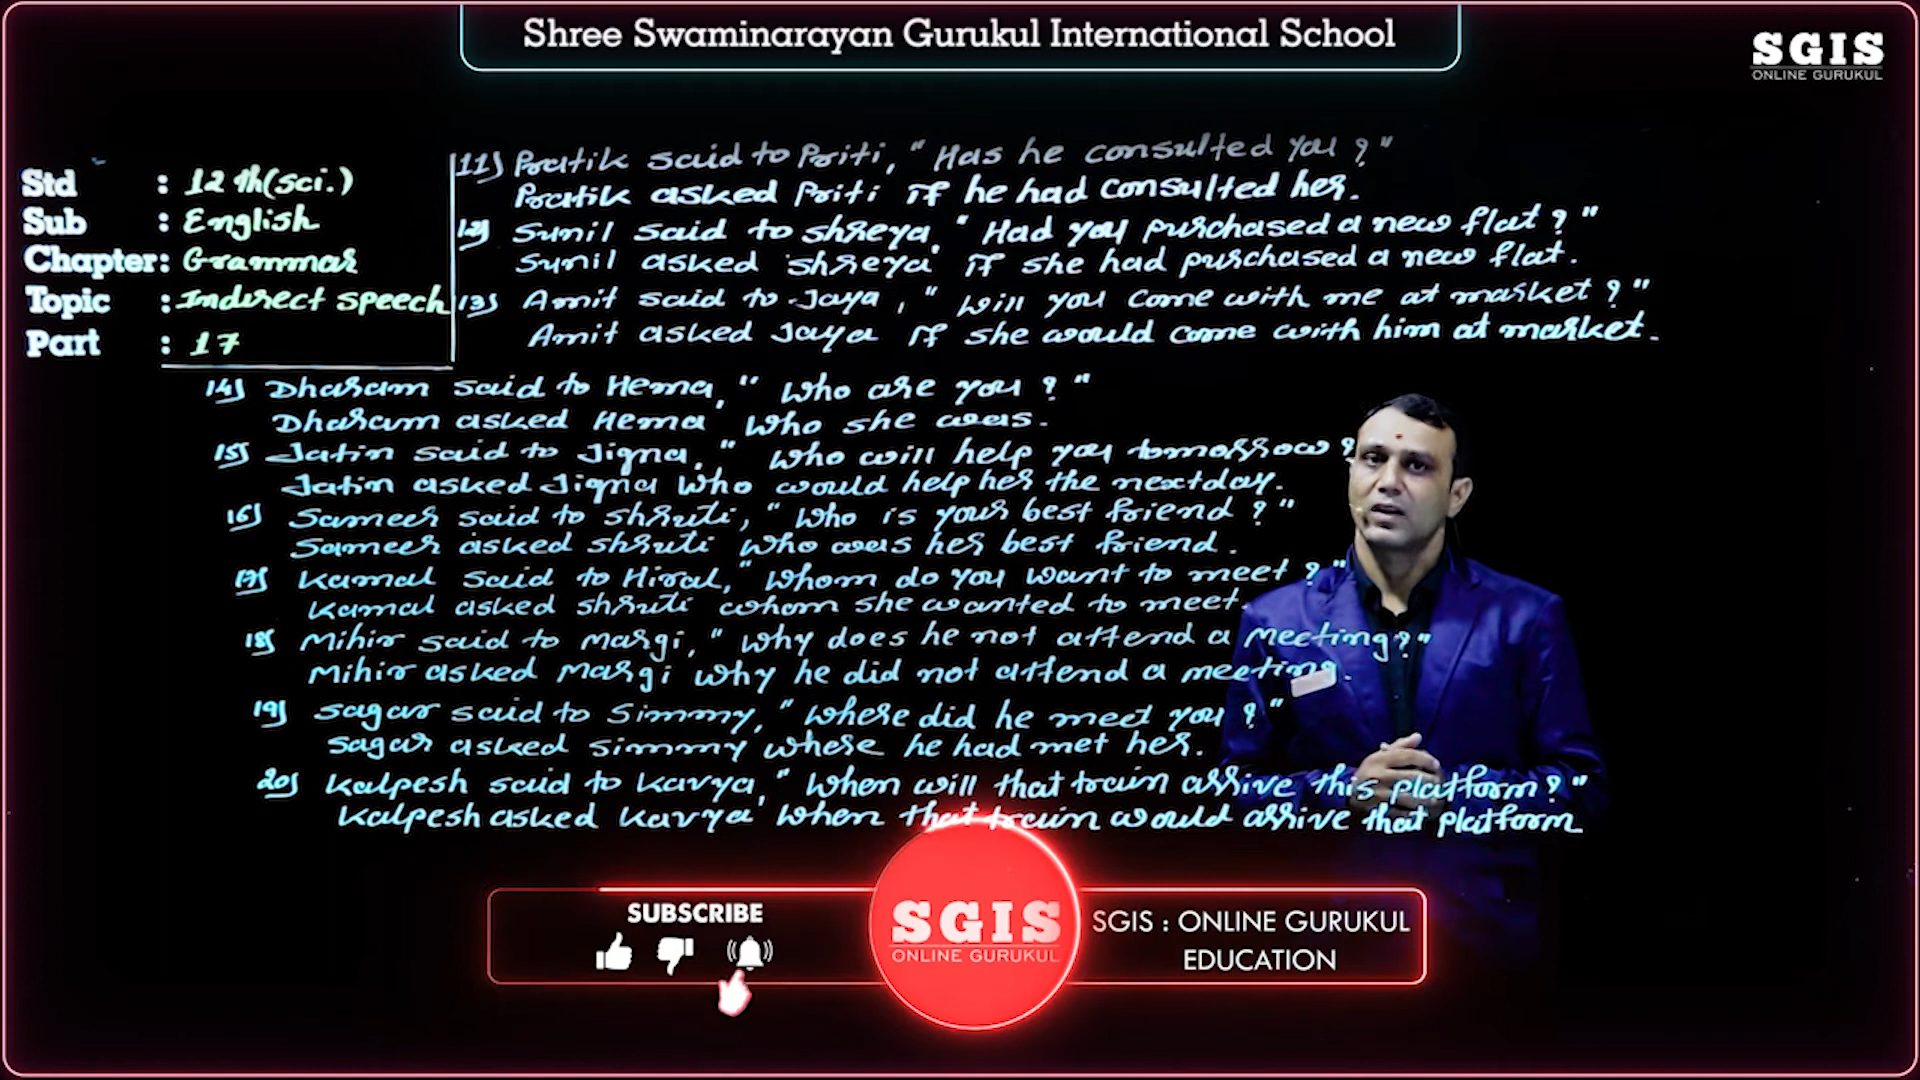 Shree Swaminarayan Gurukul International School
SGIS
ONLINE GURUKUL
Std : 12th(sci.)
Sub : English
Chapter: Grammar
Topic : Indirect speech
Part : 17
11) Pratik said to Priti, "Has he consulted you ?"
Pratik asked Priti if he had consulted her.
12) Sunil said to shreya, "Had you purchased a new flat ?"
Sunil asked shreya if she had purchased a new flat.
13) Amit said to Jaya, "Will you come with me at market ?"
Amit asked Jaya if she would come with him at market.
14) Dharam said to Hema, "Who are you ?"
Dharam asked Hema who she was.
15) Jatin said to Jigna, "Who will help you tomorrow ?
Jatin asked Jigna who would help her the next day.
16) Sameer said to shruti, "Who is your best friend ?"
Sameer asked shruti who was her best friend.
17) Kamal said to Hiral, "Whom do you want to meet ?"
Kamal asked shruti whom she wanted to meet.
18) Mihir said to Margi, "Why does he not attend a meeting?"
Mihir asked Margi why he did not attend a meeting.
19) Sagar said to Simmy, "Where did he meet you ?"
Sagar asked simmy where he had met her.
20) Kalpesh said to Kavya, "When will that train arrive this platform ?"
Kalpesh asked Kavya when that train would arrive that platform
SUBSCRIBE
SGIS
ONLINE GURUKUL
SGIS : ONLINE GURUKUL
EDUCATION